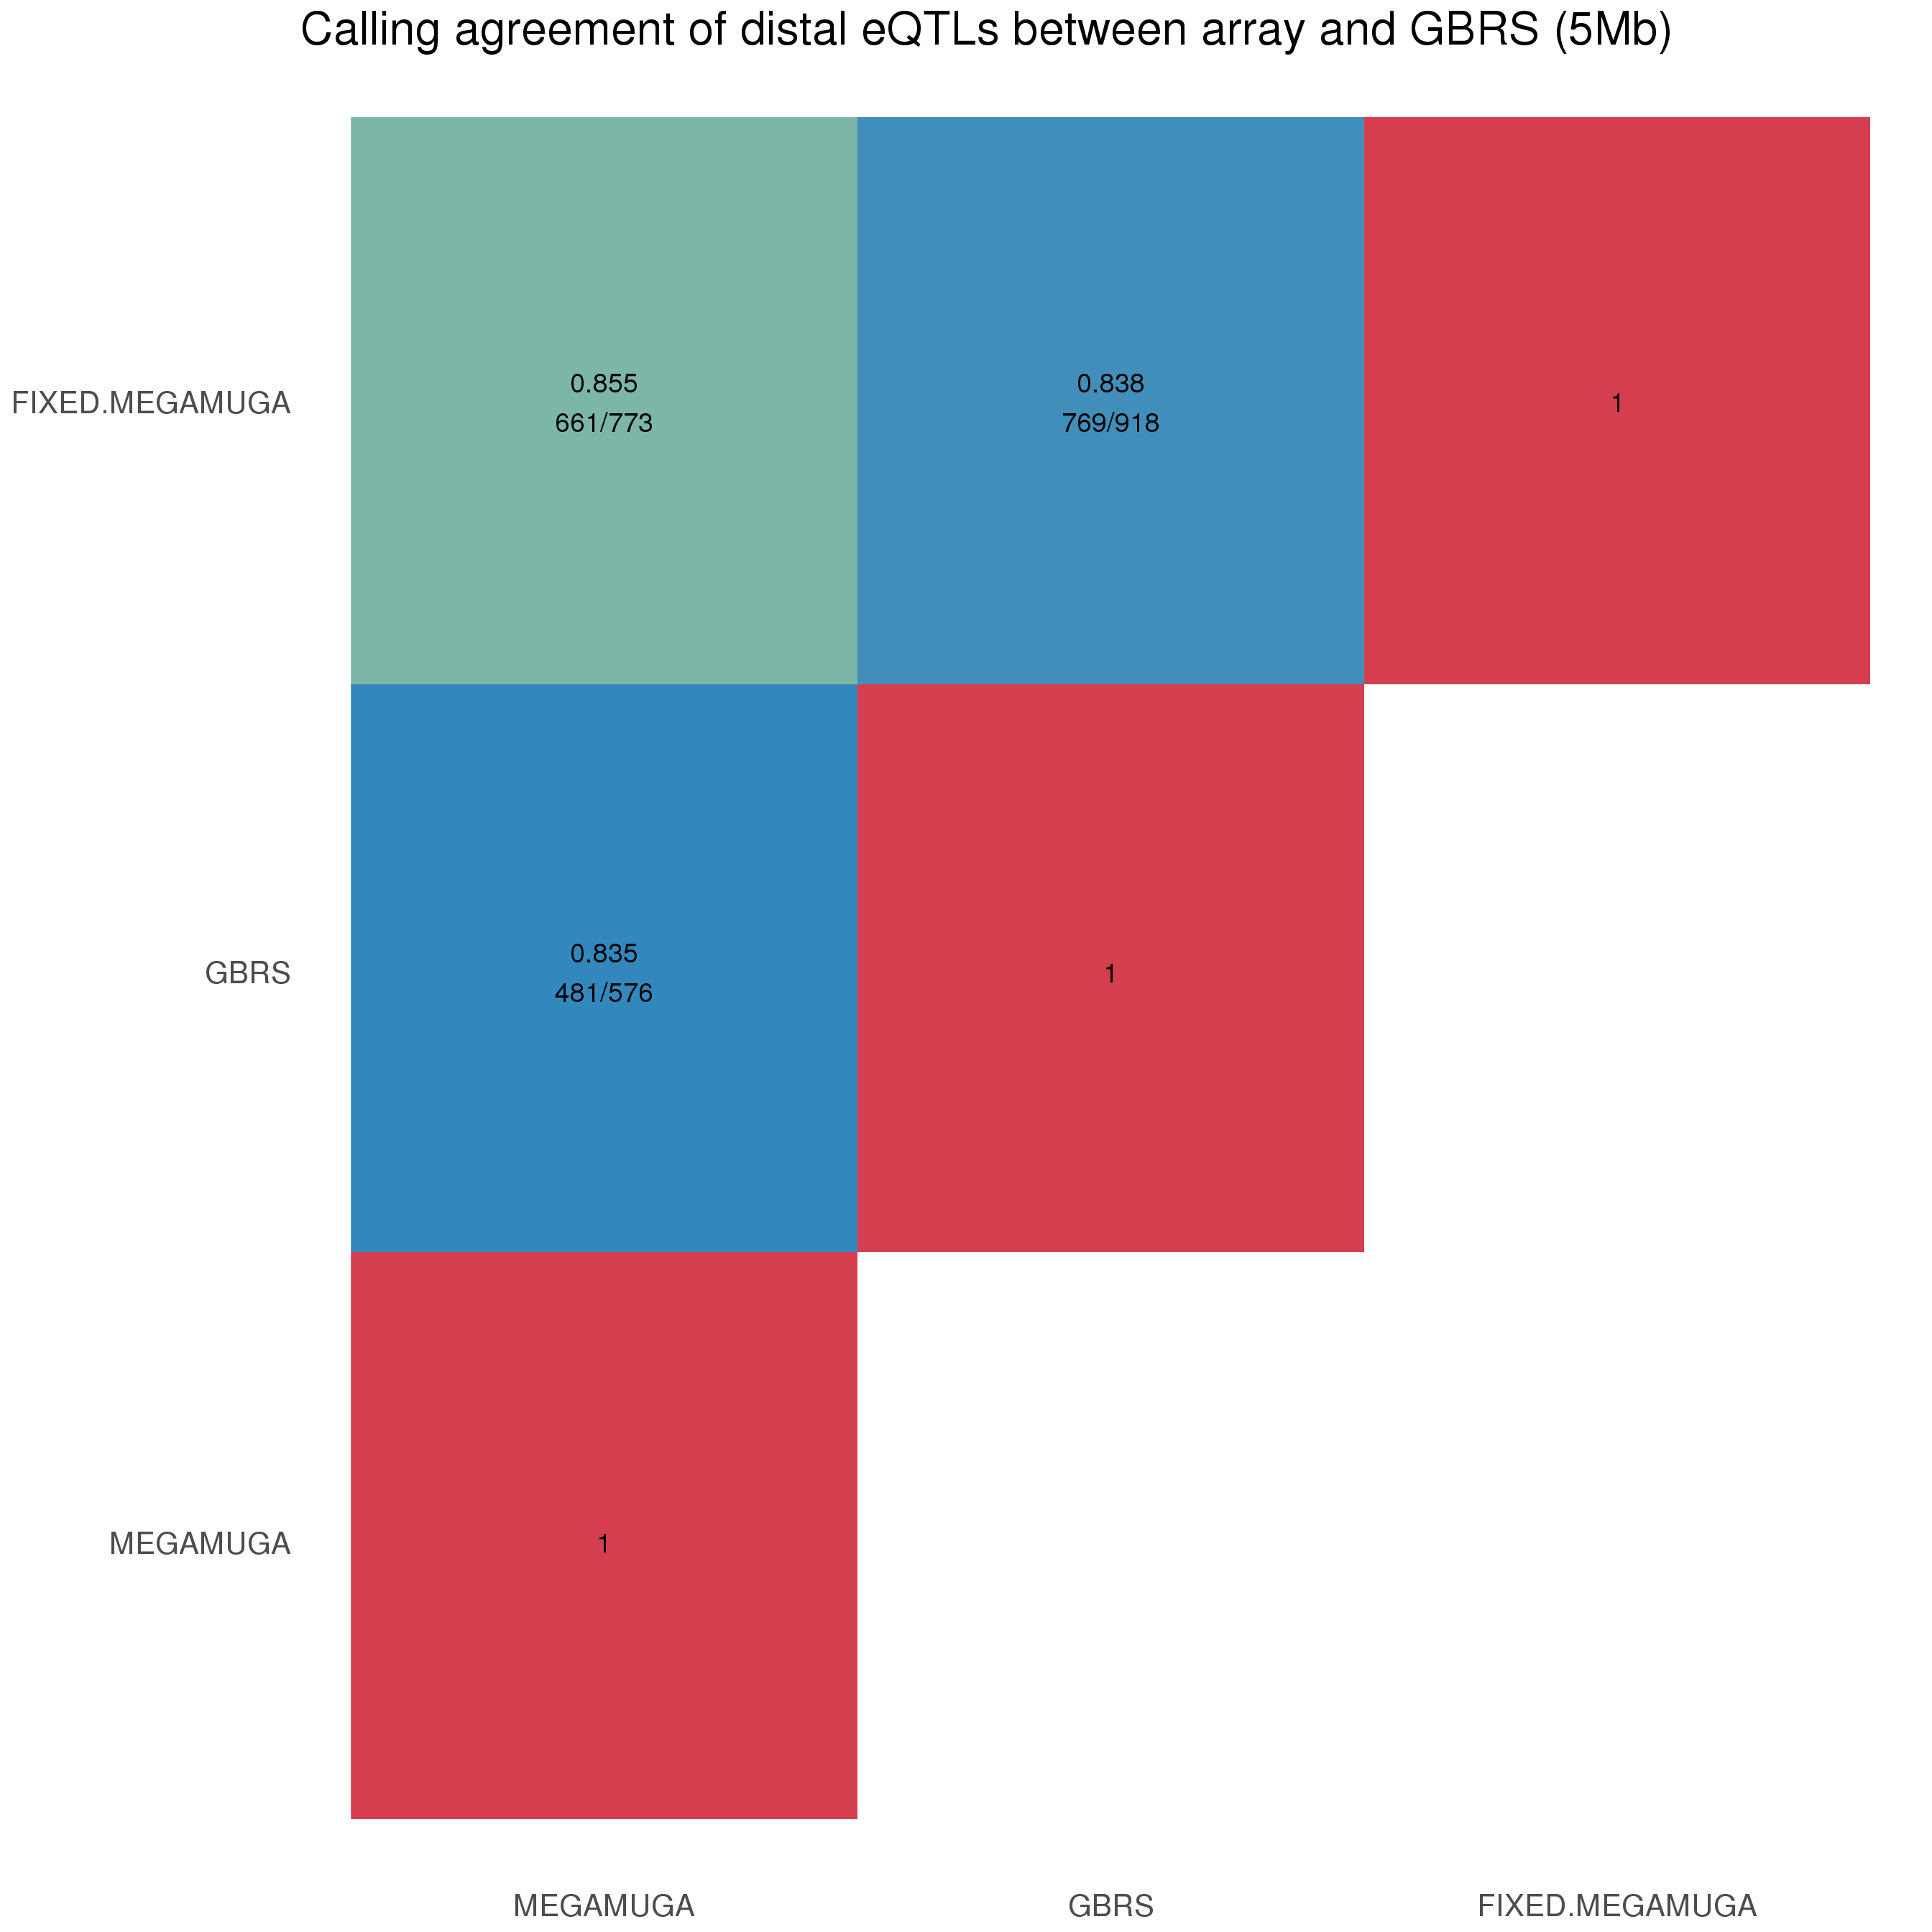 Calling agreement of distal eQTLs between array and GBRS (5Mb)
FIXED.MEGAMUGA
0.855
661/773
0.838
769/918
1
GBRS
0.835
481/576
1
MEGAMUGA
1
MEGAMUGA
GBRS
FIXED.MEGAMUGA